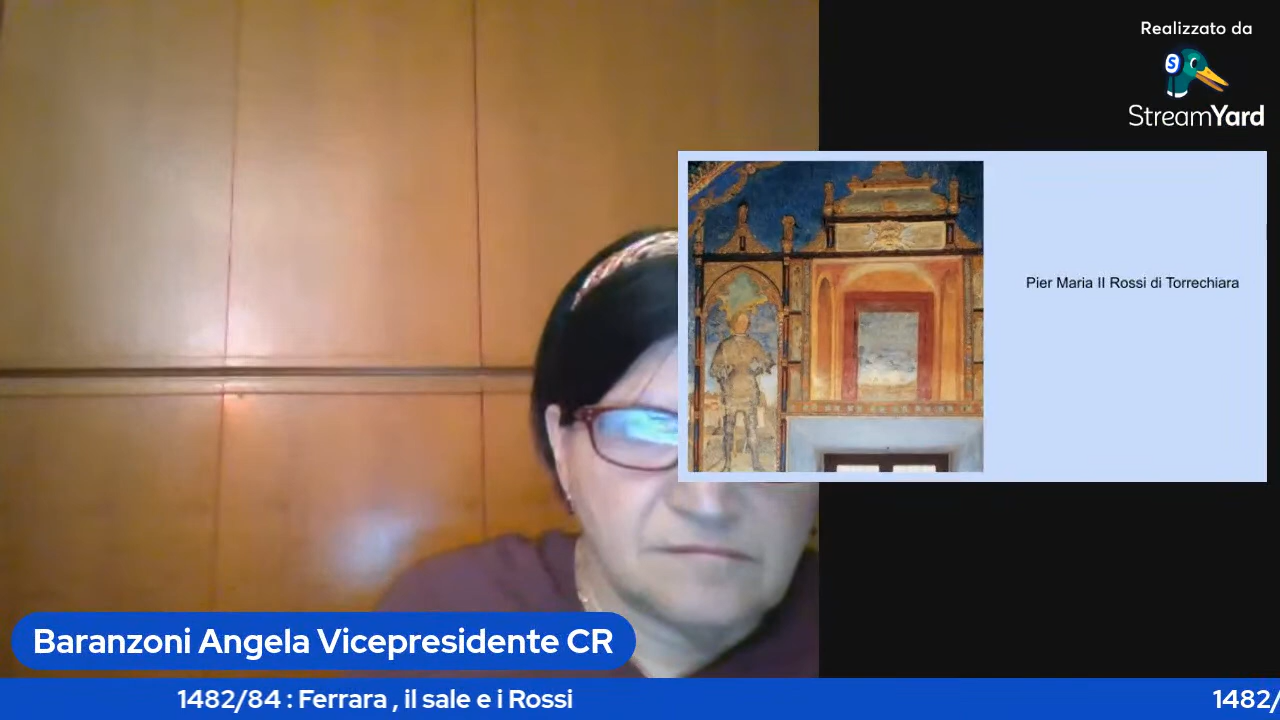 Realizzato da
StreamYard
Pier Maria II Rossi di Torrechiara
Baranzoni Angela Vicepresidente CR
1482/84 : Ferrara , il sale e i Rossi
1482/